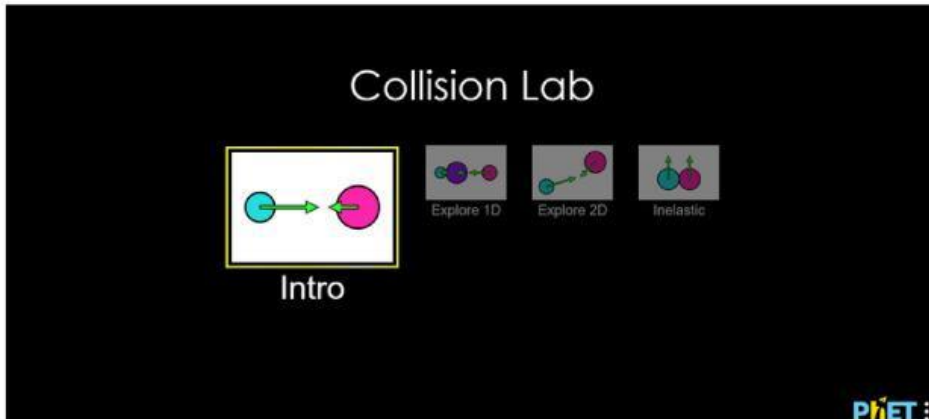 Collision Lab
Intro
Explore 1D
Explore 2D
Inelastic
PhET